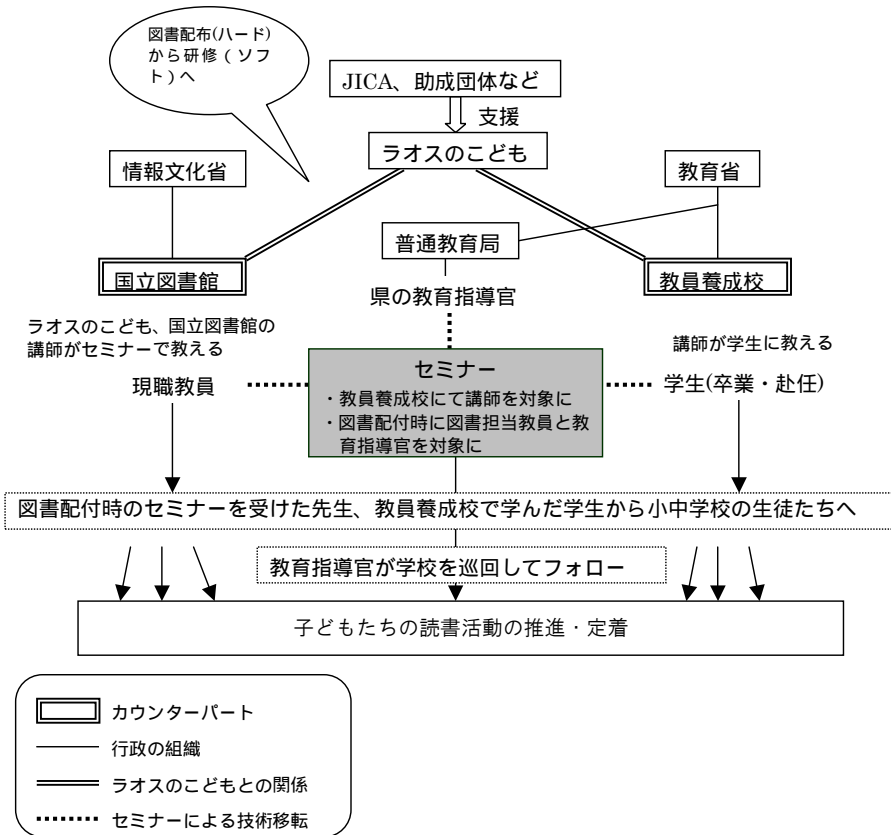 図書配布(ハード)
から研修（ソフ
ト）へ
JICA、助成団体など
支援
ラオスのこども
情報文化省
教育省
普通教育局
国立図書館
教員養成校
県の教育指導官
ラオスのこども、国立図書館の
講師がセミナーで教える
講師が学生に教える
現職教員
セミナー
・教員養成校にて講師を対象に
・図書配付時に図書担当教員と教
育指導官を対象に
学生(卒業・赴任)
図書配付時のセミナーを受けた先生、教員養成校で学んだ学生から小中学校の生徒たちへ
教育指導官が学校を巡回してフォロー
子どもたちの読書活動の推進・定着
カウンターパート
行政の組織
ラオスのこどもとの関係
セミナーによる技術移転